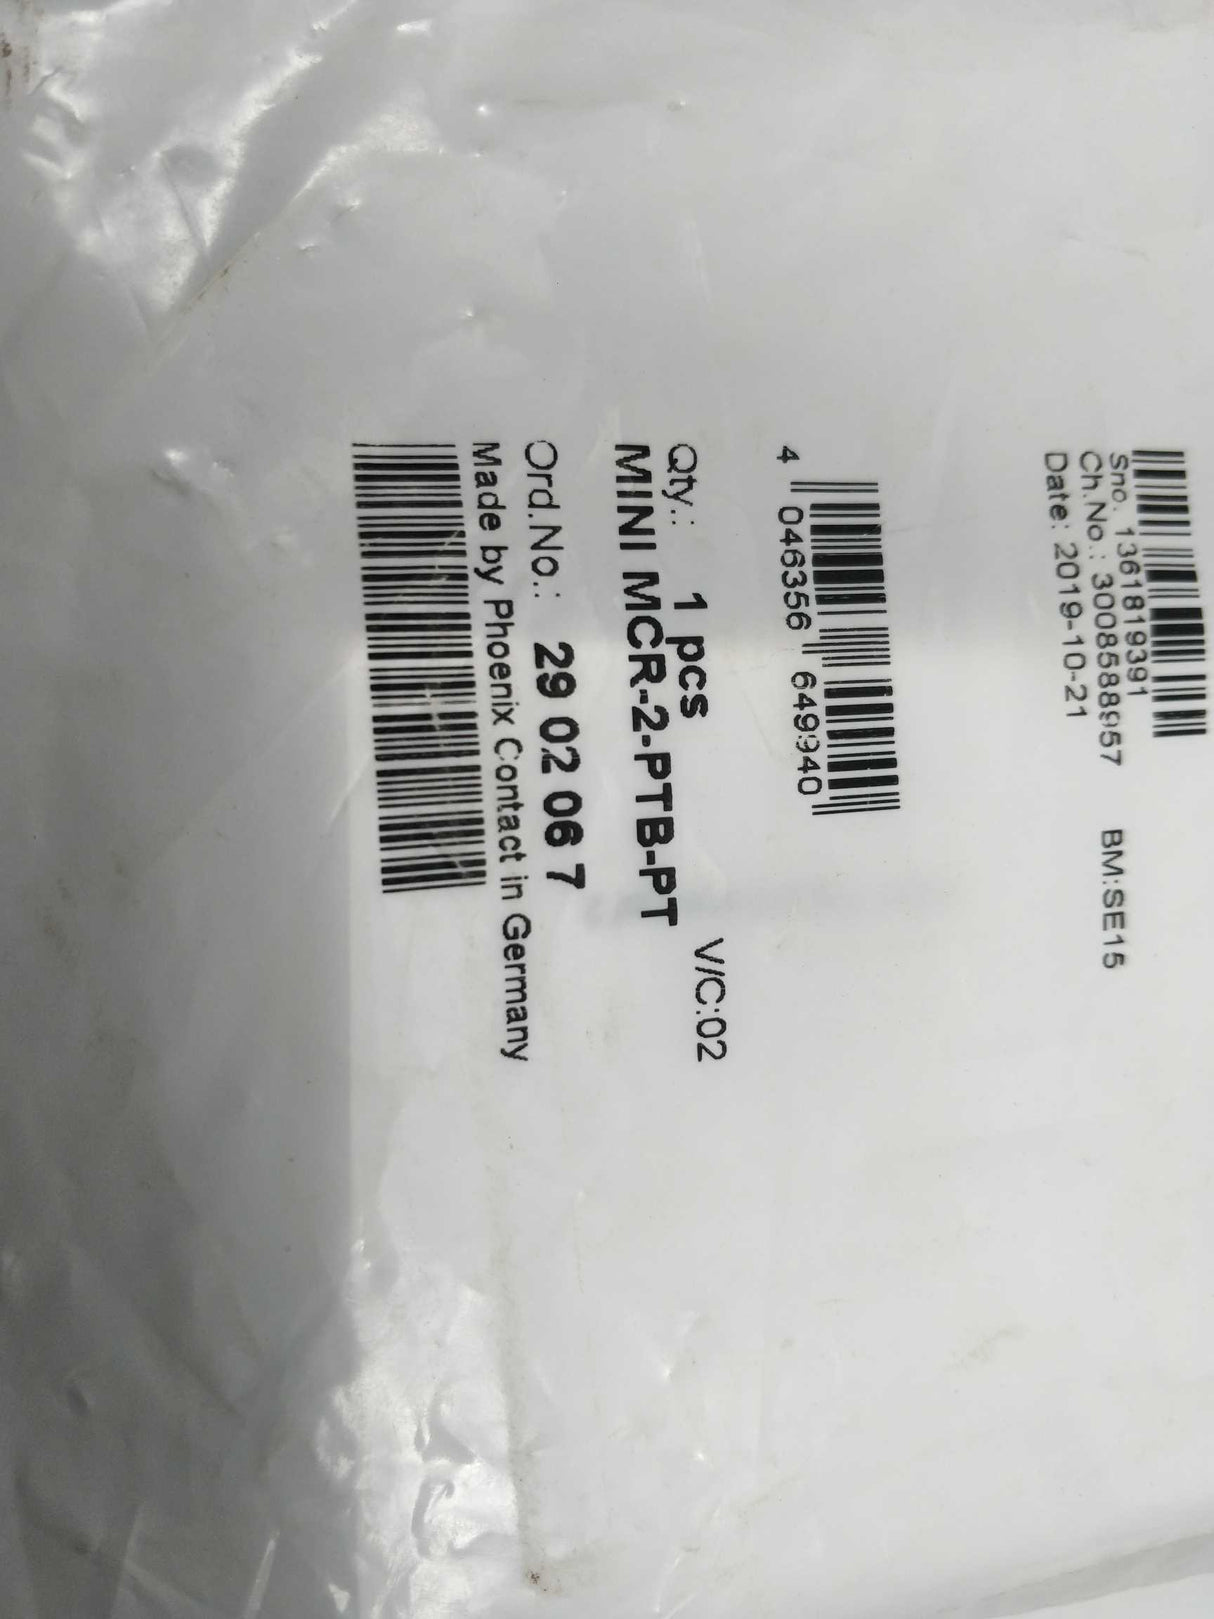 Sno. 1361819391
Ch.No.: 3008588957 BM:SE15
Date: 2019-10-21
4 046356 649940
Qty.: 1 pcs V/C:02
MINI MCR-2-PTB-PT
Ord.No.: 29 02 06 7
Made by Phoenix Contact in Germany